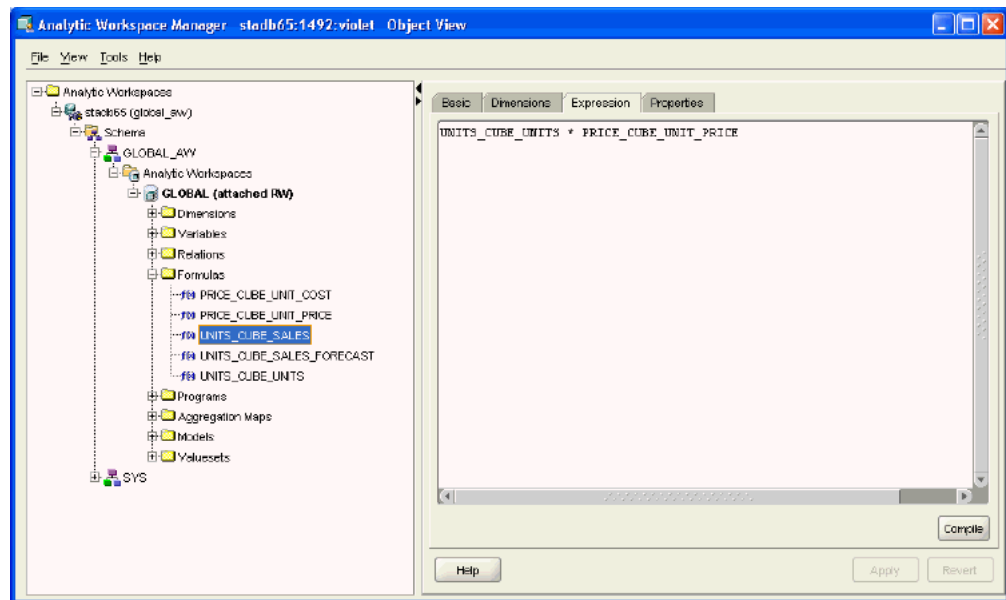 Analytic Workspace Manager stadb65:1492:violet Object View
File View Tools Help
Analytic Workspaces
stadb65 (global_aw)
Schema
GLOBAL_AW
Analytic Workspaces
GLOBAL (attached RW)
Dimensions
Variables
Relations
Formulas
PRICE_CUBE_UNIT_COST
PRICE_CUBE_UNIT_PRICE
UNITS_CUBE_SALES
UNITS_CUBE_SALES_FORECAST
UNITS_CUBE_UNITS
Programs
Aggregation Maps
Models
Valuesets
SYS
Basic Dimensions Expression Properties
UNITS_CUBE_UNITS * PRICE_CUBE_UNIT_PRICE
Compile
Help Apply Revert